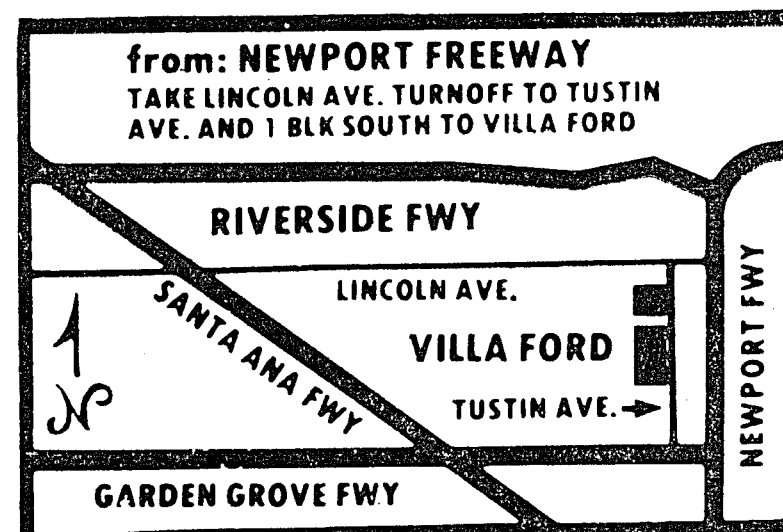 from: NEWPORT FREEWAY
TAKE LINCOLN AVE. TURNOFF TO TUSTIN
AVE. AND 1 BLK SOUTH TO VILLA FORD
RIVERSIDE FWY
LINCOLN AVE.
SANTA ANA FWY
VILLA FORD
NEWPORT FWY
N
TUSTIN AVE.
GARDEN GROVE FWY